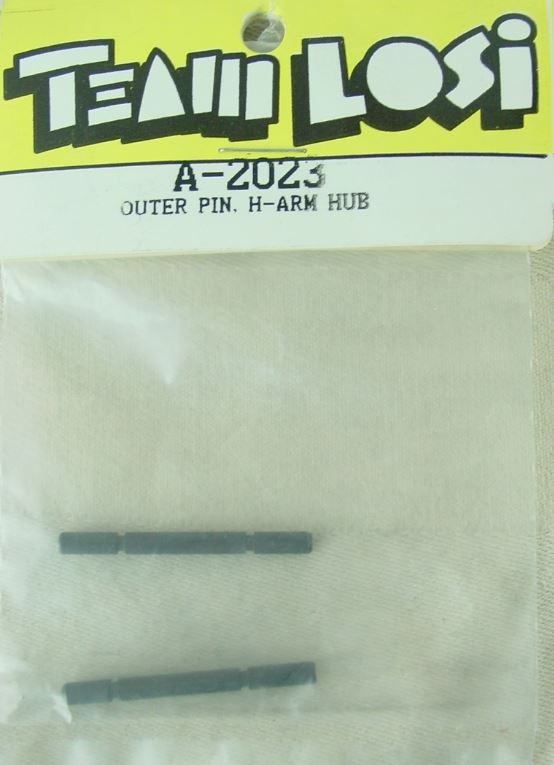 TEAM LOSI
A-2023
OUTER PIN, H-ARM HUB